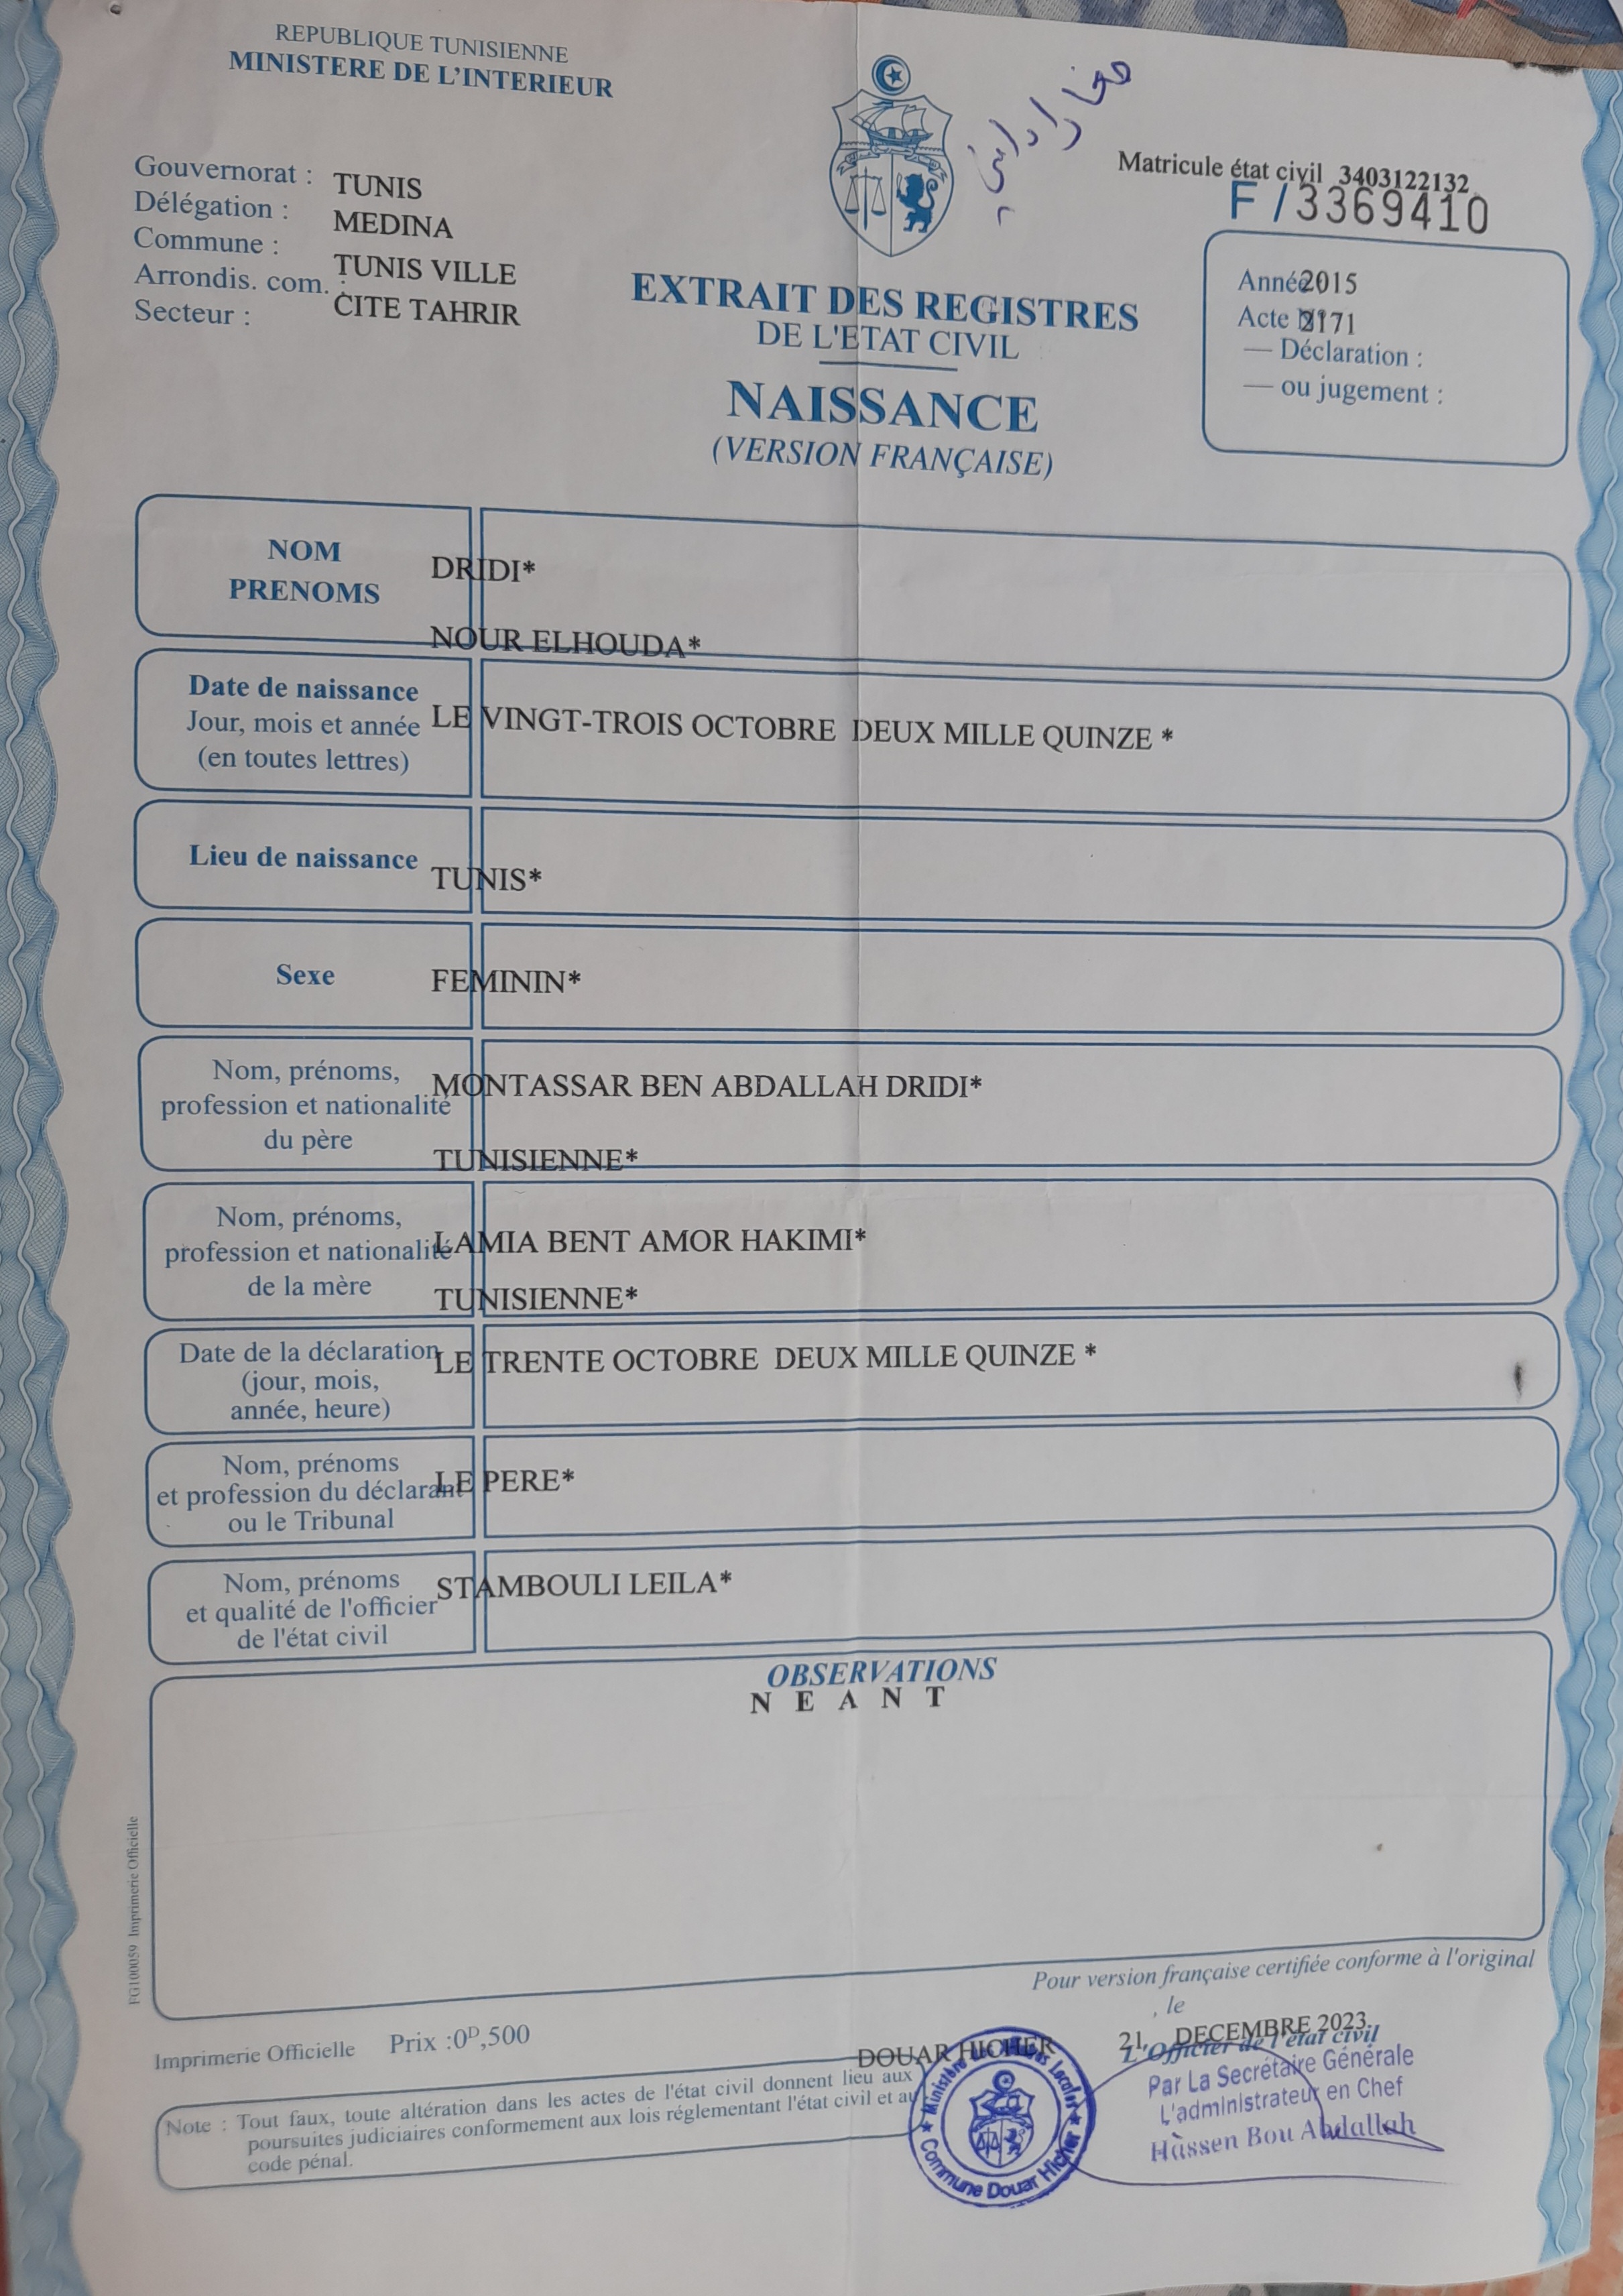 REPUBLIQUE TUNISIENNE
MINISTERE DE L'INTERIEUR
Gouvernorat : TUNIS
Délégation : MEDINA
Commune : TUNIS VILLE
Arrondis. com. :
Secteur : CITE TAHRIR
Matricule état civil 3403122132
F / 3369410
EXTRAIT DES REGISTRES
DE L'ETAT CIVIL
NAISSANCE
(VERSION FRANÇAISE)
Année 2015
Acte N° 2171
— Déclaration :
— ou jugement :
NOM
PRENOMS
DRIDI*
NOUR ELHOUDA*
Date de naissance
Jour, mois et année
(en toutes lettres)
LE VINGT-TROIS OCTOBRE DEUX MILLE QUINZE *
Lieu de naissance
TUNIS*
Sexe
FEMININ*
Nom, prénoms,
profession et nationalité
du père
MONTASSAR BEN ABDALLAH DRIDI*
TUNISIENNE*
Nom, prénoms,
profession et nationalité
de la mère
LAMIA BENT AMOR HAKIMI*
TUNISIENNE*
Date de la déclaration
(jour, mois,
année, heure)
LE TRENTE OCTOBRE DEUX MILLE QUINZE *
Nom, prénoms
et profession du déclarant
ou le Tribunal
LE PERE*
Nom, prénoms
et qualité de l'officier
de l'état civil
STAMBOULI LEILA*
OBSERVATIONS
N E A N T
FG100059 Imprimerie Officielle
Pour version française certifiée conforme à l'original
, le
DOUAR HICHER 21 DECEMBRE 2023
L'Officier de l'état civil
Imprimerie Officielle Prix :0D,500
Par La Secrétaire Générale
L'administrateur en Chef
Hassen Bou Abdallah
Note : Tout faux, toute altération dans les actes de l'état civil donnent lieu aux
poursuites judiciaires conformement aux lois réglementant l'état civil et au
code pénal.
Commune Douar Hicher